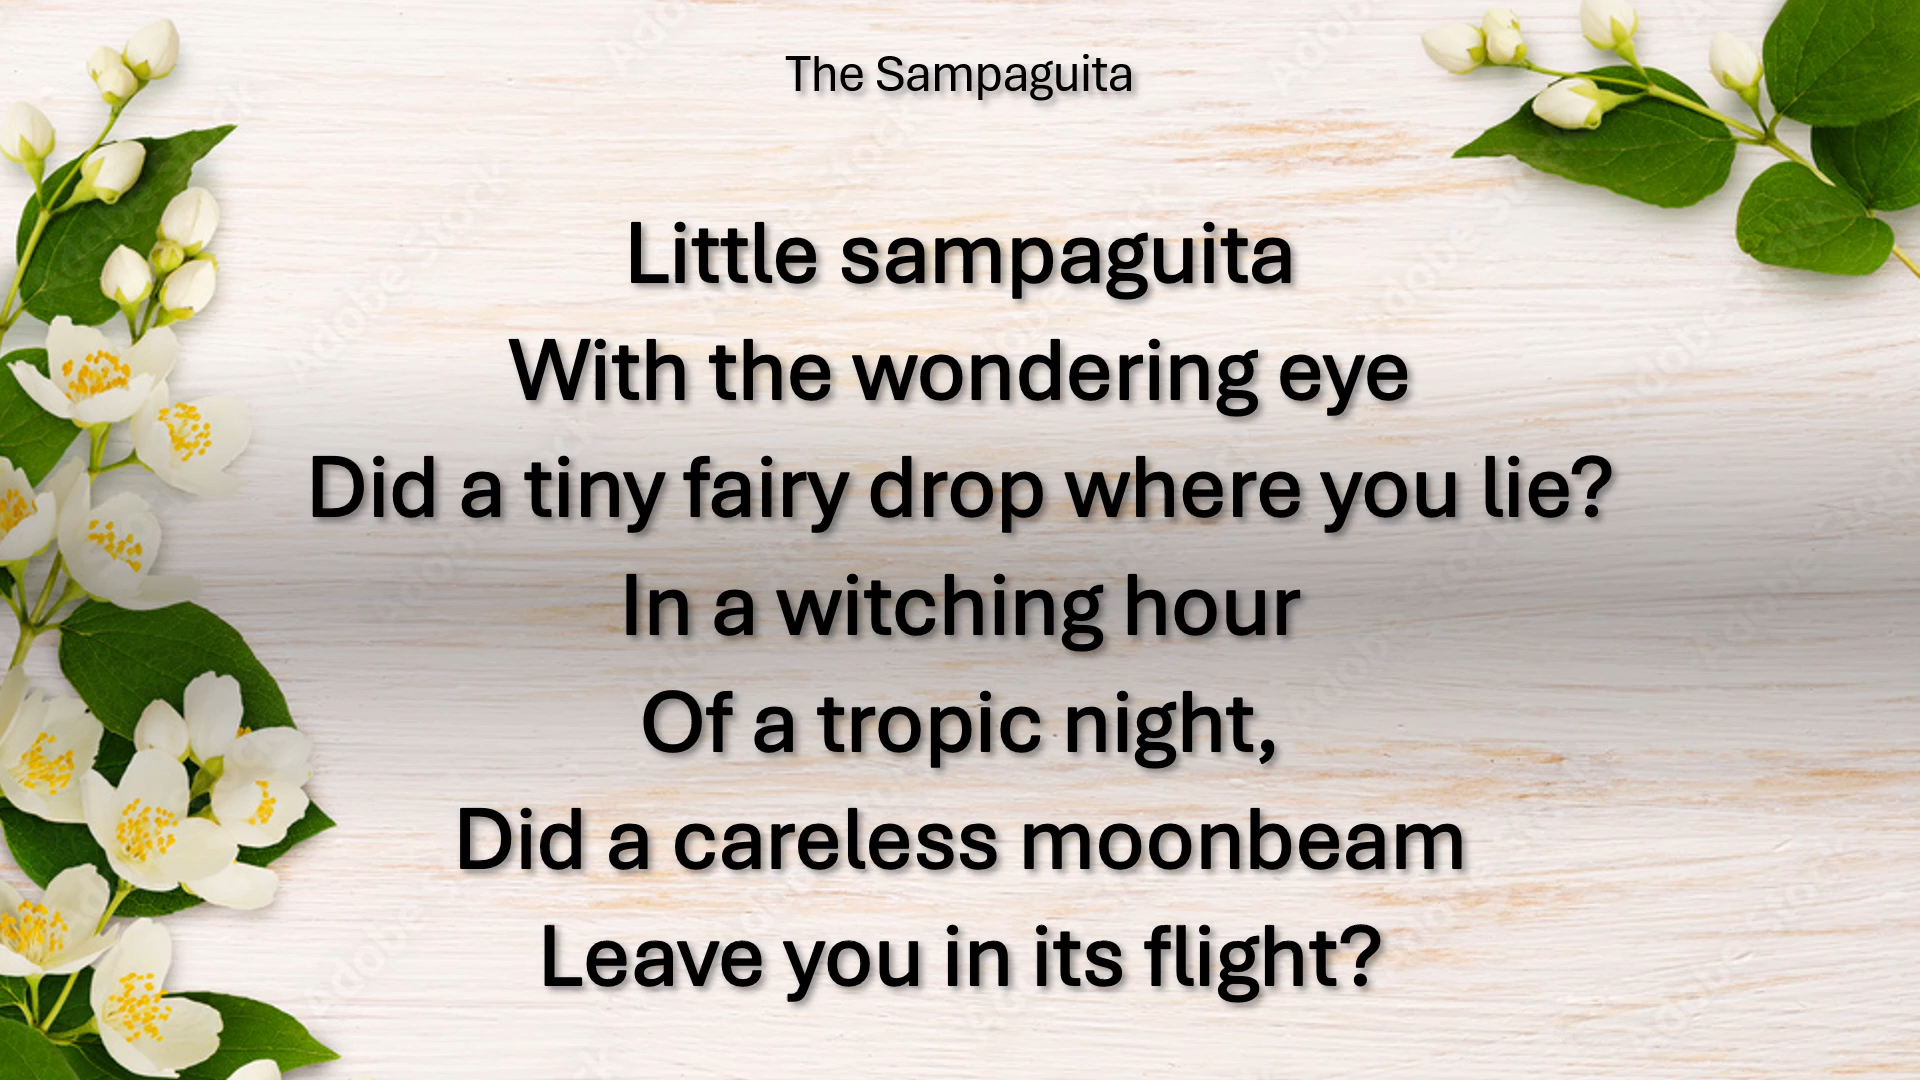 The Sampaguita
Little sampaguita
With the wondering eye
Did a tiny fairy drop where you lie?
In a witching hour
Of a tropic night,
Did a careless moonbeam
Leave you in its flight?